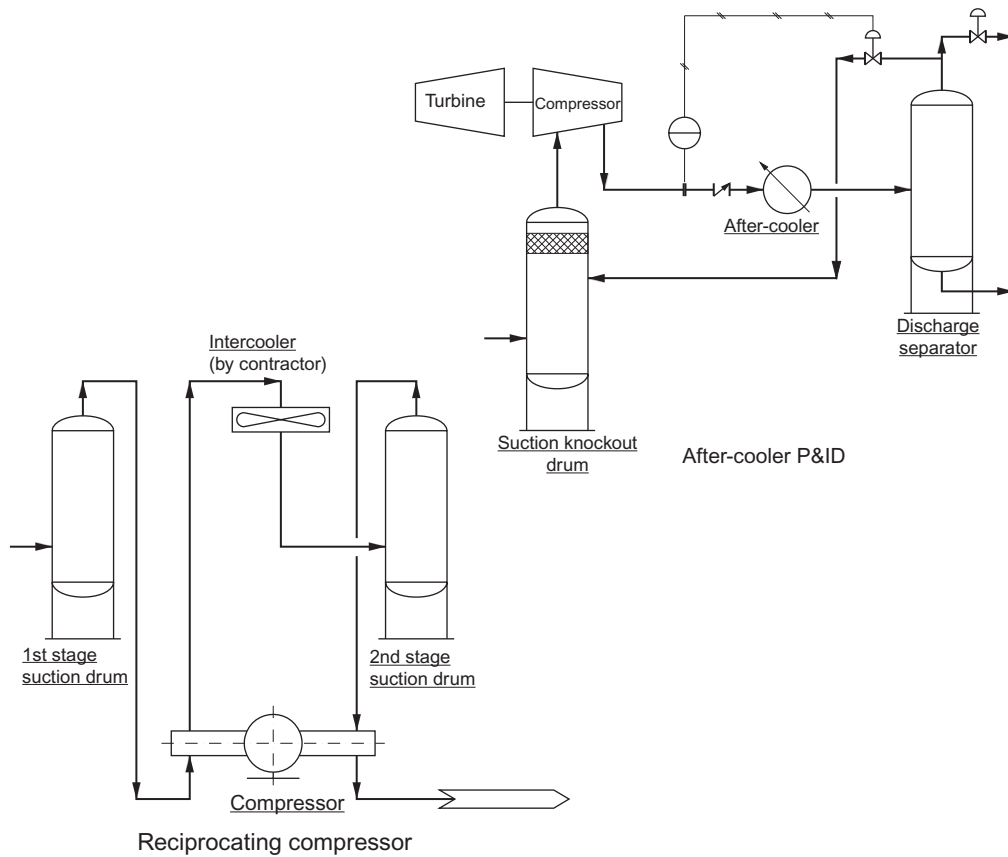 Turbine
Compressor
After-cooler
Discharge
separator
Suction knockout
drum
After-cooler P&ID
Intercooler
(by contractor)
1st stage
suction drum
2nd stage
suction drum
Compressor
Reciprocating compressor